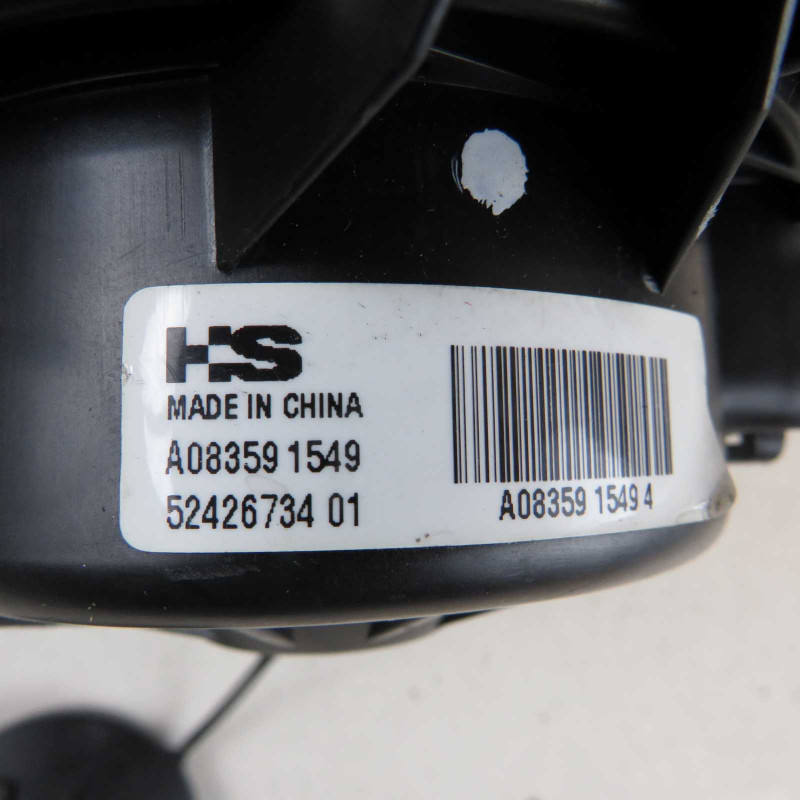 HS
MADE IN CHINA
A08359 1549
52426734 01
A08359 1549 4